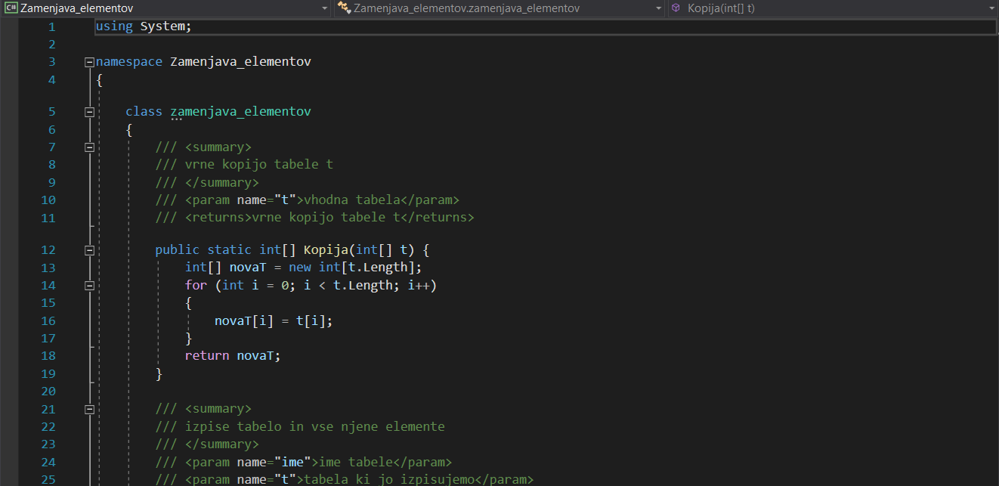 C# Zamenjava_elementov Zamenjava_elementov.zamenjava_elementov Kopija(int[] t)
1 using System;
2
3 namespace Zamenjava_elementov
4 {
5 class zamenjava_elementov
6 {
7 /// <summary>
8 /// vrne kopijo tabele t
9 /// </summary>
10 /// <param name="t">vhodna tabela</param>
11 /// <returns>vrne kopijo tabele t</returns>
12 public static int[] Kopija(int[] t) {
13 int[] novaT = new int[t.Length];
14 for (int i = 0; i < t.Length; i++)
15 {
16 novaT[i] = t[i];
17 }
18 return novaT;
19 }
20
21 /// <summary>
22 /// izpise tabelo in vse njene elemente
23 /// </summary>
24 /// <param name="ime">ime tabele</param>
25 /// <param name="t">tabela ki jo izpisujemo</param>